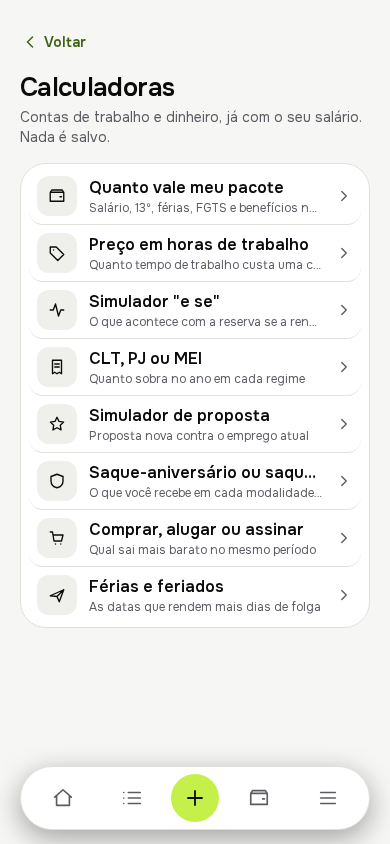 Voltar
Calculadoras
Contas de trabalho e dinheiro, já com o seu salário.
Nada é salvo.
Quanto vale meu pacote
Salário, 13º, férias, FGTS e benefícios n...
Preço em horas de trabalho
Quanto tempo de trabalho custa uma c...
Simulador "e se"
O que acontece com a reserva se a ren...
CLT, PJ ou MEI
Quanto sobra no ano em cada regime
Simulador de proposta
Proposta nova contra o emprego atual
Saque-aniversário ou saqu...
O que você recebe em cada modalidade...
Comprar, alugar ou assinar
Qual sai mais barato no mesmo período
Férias e feriados
As datas que rendem mais dias de folga